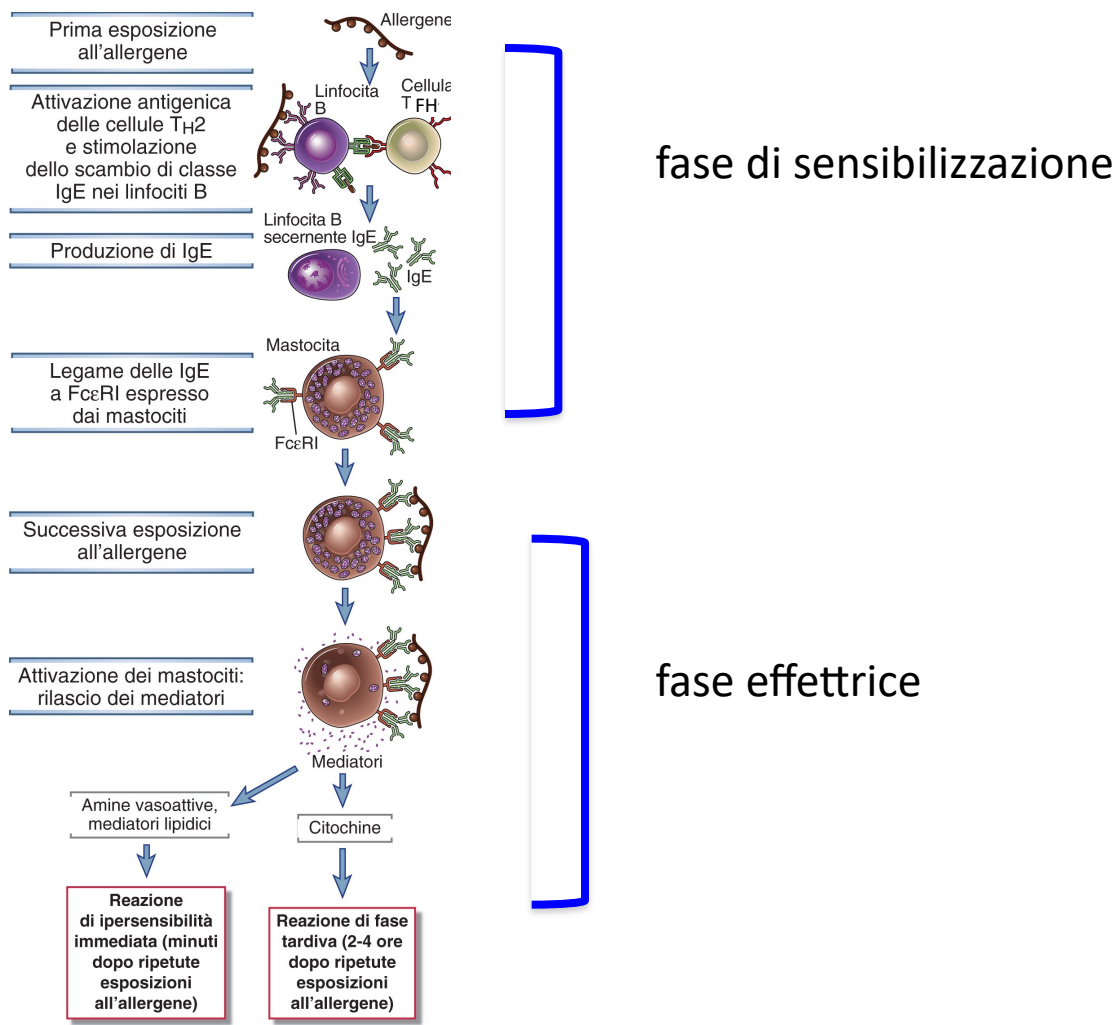 Prima esposizione
all'allergene
Allergene
Attivazione antigenica
delle cellule TH2
e stimolazione
dello scambio di classe
IgE nei linfociti B
Linfocita
B
Cellula
T FH
fase di sensibilizzazione
Produzione di IgE
Linfocita B
secernente IgE
IgE
Legame delle IgE
a FcεRI espresso
dai mastociti
Mastocita
FcεRI
Successiva esposizione
all'allergene
Attivazione dei mastociti:
rilascio dei mediatori
fase effettrice
Mediatori
Amine vasoattive,
mediatori lipidici
Citochine
Reazione
di ipersensibilità
immediata (minuti
dopo ripetute
esposizioni
all'allergene)
Reazione di fase
tardiva (2-4 ore
dopo ripetute
esposizioni
all'allergene)